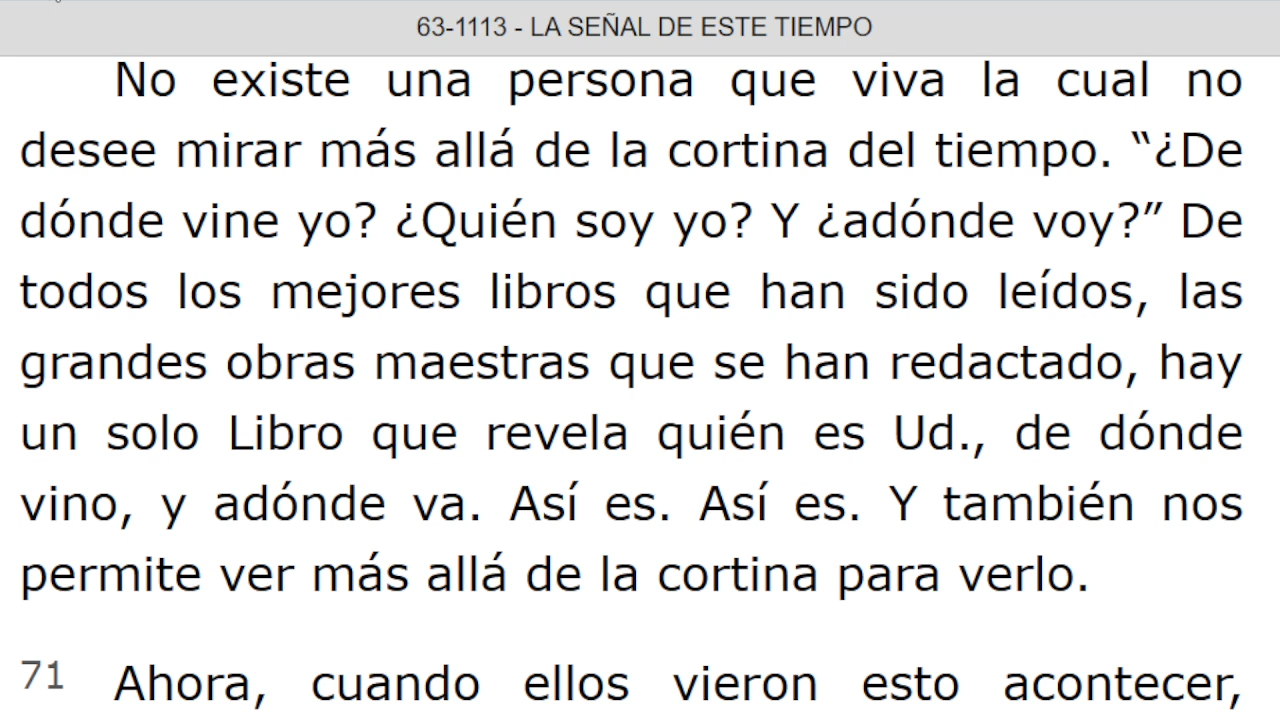 63-1113 - LA SEÑAL DE ESTE TIEMPO
No existe una persona que viva la cual no
desee mirar más allá de la cortina del tiempo. “¿De
dónde vine yo? ¿Quién soy yo? Y ¿adónde voy?” De
todos los mejores libros que han sido leídos, las
grandes obras maestras que se han redactado, hay
un solo Libro que revela quién es Ud., de dónde
vino, y adónde va. Así es. Así es. Y también nos
permite ver más allá de la cortina para verlo.
71 Ahora, cuando ellos vieron esto acontecer,